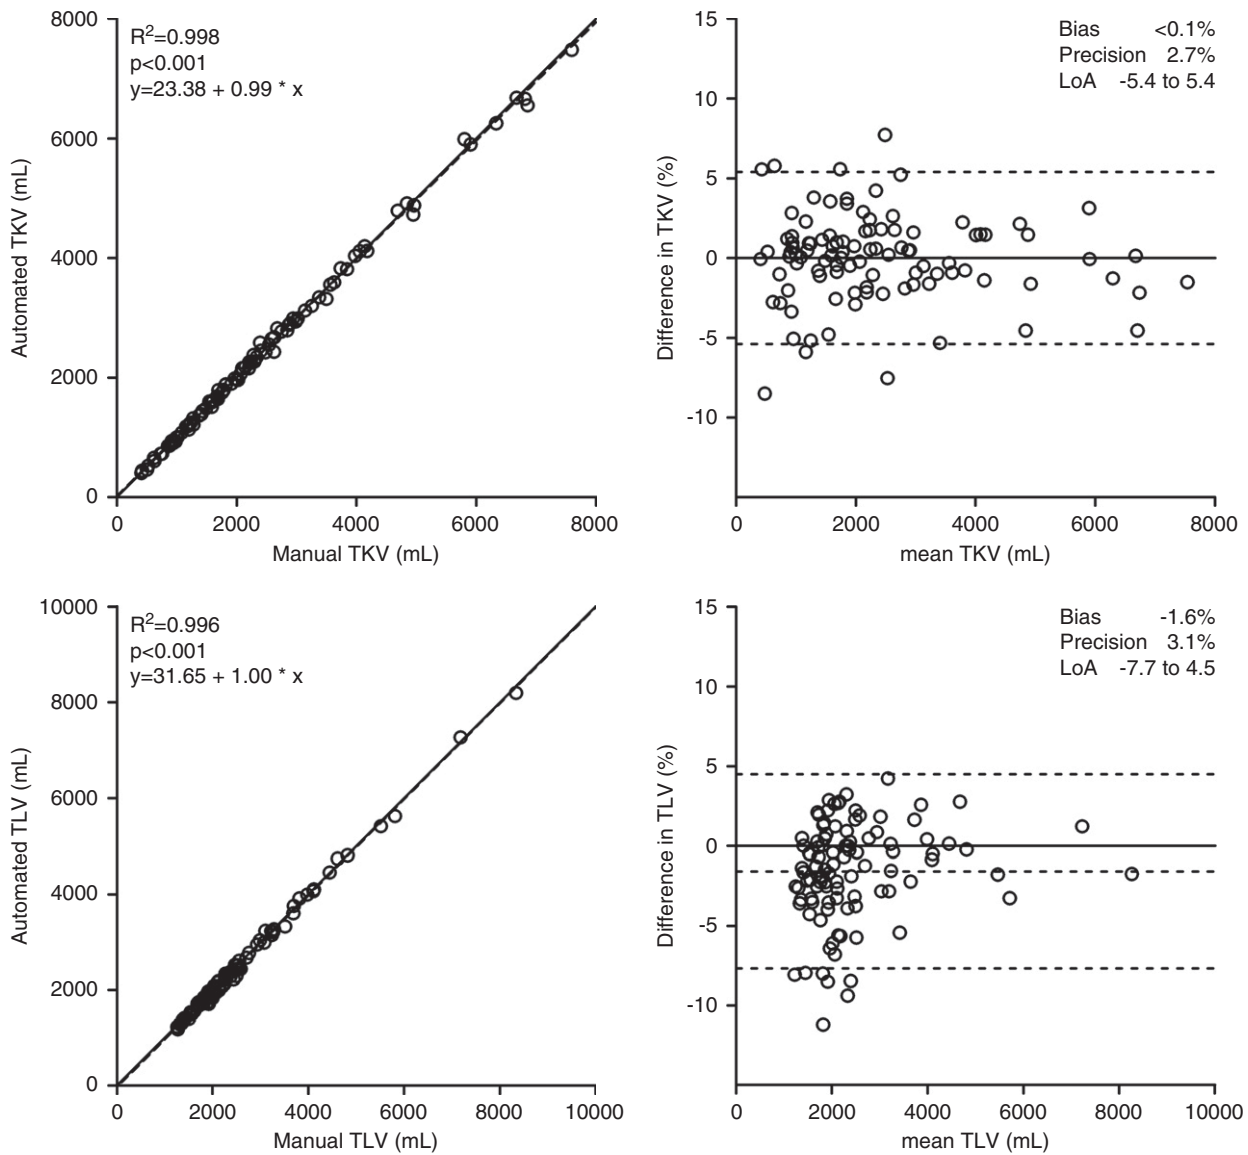 8000
6000
4000
2000
0
0
2000
4000
6000
8000
Automated TKV (mL)
Manual TKV (mL)
R²=0.998
p<0.001
y=23.38 + 0.99 * x
15
10
5
0
-5
-10
0
2000
4000
6000
8000
Difference in TKV (%)
mean TKV (mL)
Bias <0.1%
Precision 2.7%
LoA -5.4 to 5.4
10000
8000
6000
4000
2000
0
0
2000
4000
6000
8000
10000
Automated TLV (mL)
Manual TLV (mL)
R²=0.996
p<0.001
y=31.65 + 1.00 * x
15
10
5
0
-5
-10
0
2000
4000
6000
8000
10000
Difference in TLV (%)
mean TLV (mL)
Bias -1.6%
Precision 3.1%
LoA -7.7 to 4.5